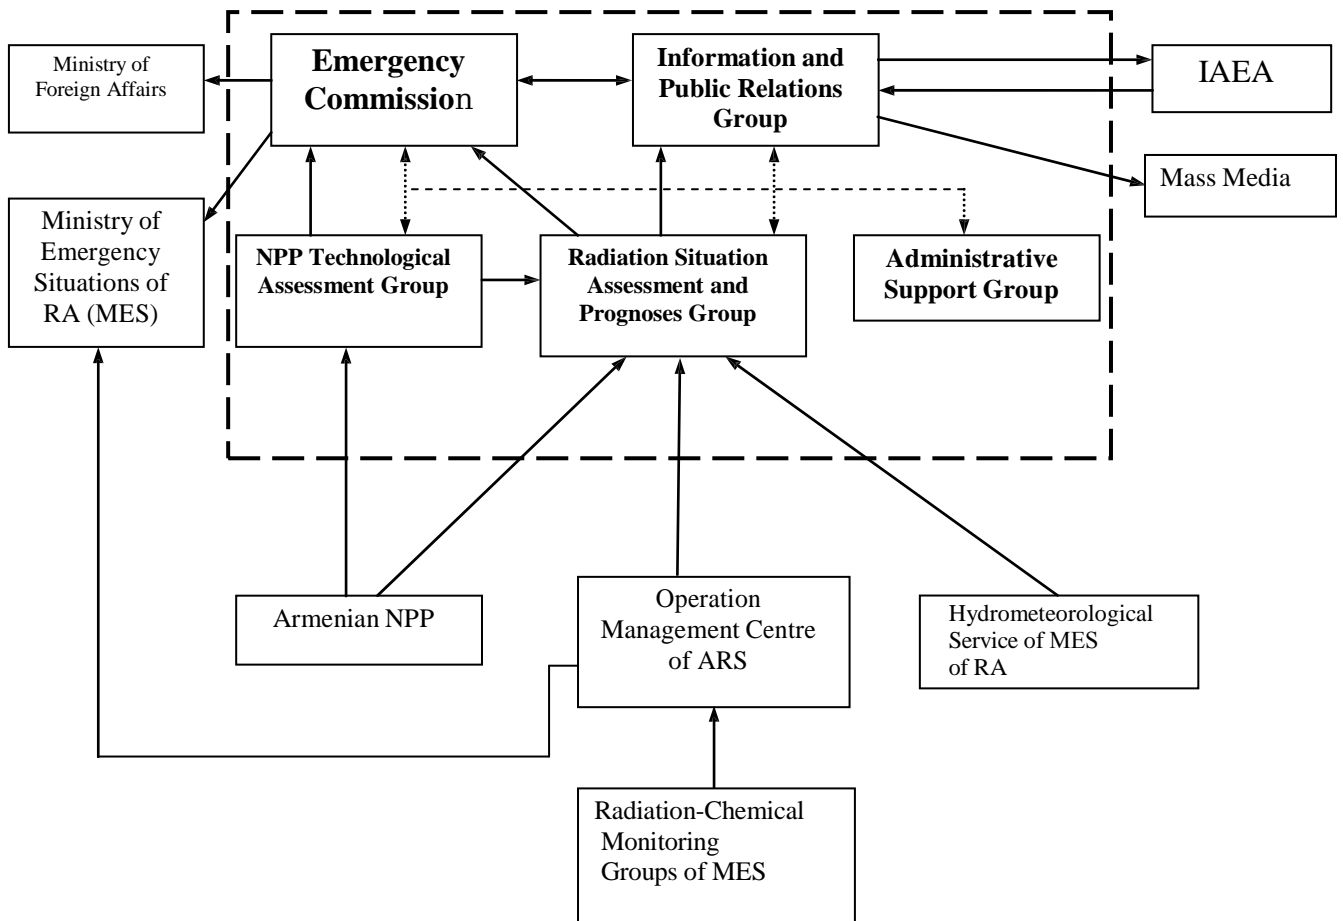 Ministry of
Foreign Affairs
Emergency
Commission
Information and
Public Relations
Group
IAEA
Mass Media
Ministry of
Emergency
Situations of
RA (MES)
NPP Technological
Assessment Group
Radiation Situation
Assessment and
Prognoses Group
Administrative
Support Group
Armenian NPP
Operation
Management Centre
of ARS
Hydrometeorological
Service of MES
of RA
Radiation-Chemical
Monitoring
Groups of MES